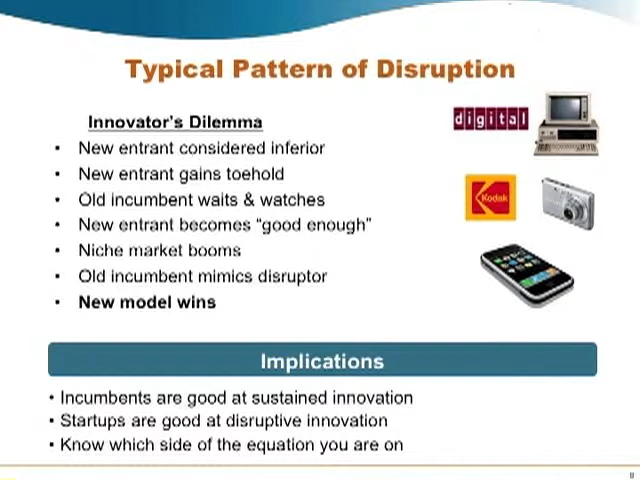 Typical Pattern of Disruption
Innovator's Dilemma
• New entrant considered inferior
• New entrant gains toehold
• Old incumbent waits & watches
• New entrant becomes “good enough”
• Niche market booms
• Old incumbent mimics disruptor
• New model wins
digital
Kodak
Implications
• Incumbents are good at sustained innovation
• Startups are good at disruptive innovation
• Know which side of the equation you are on